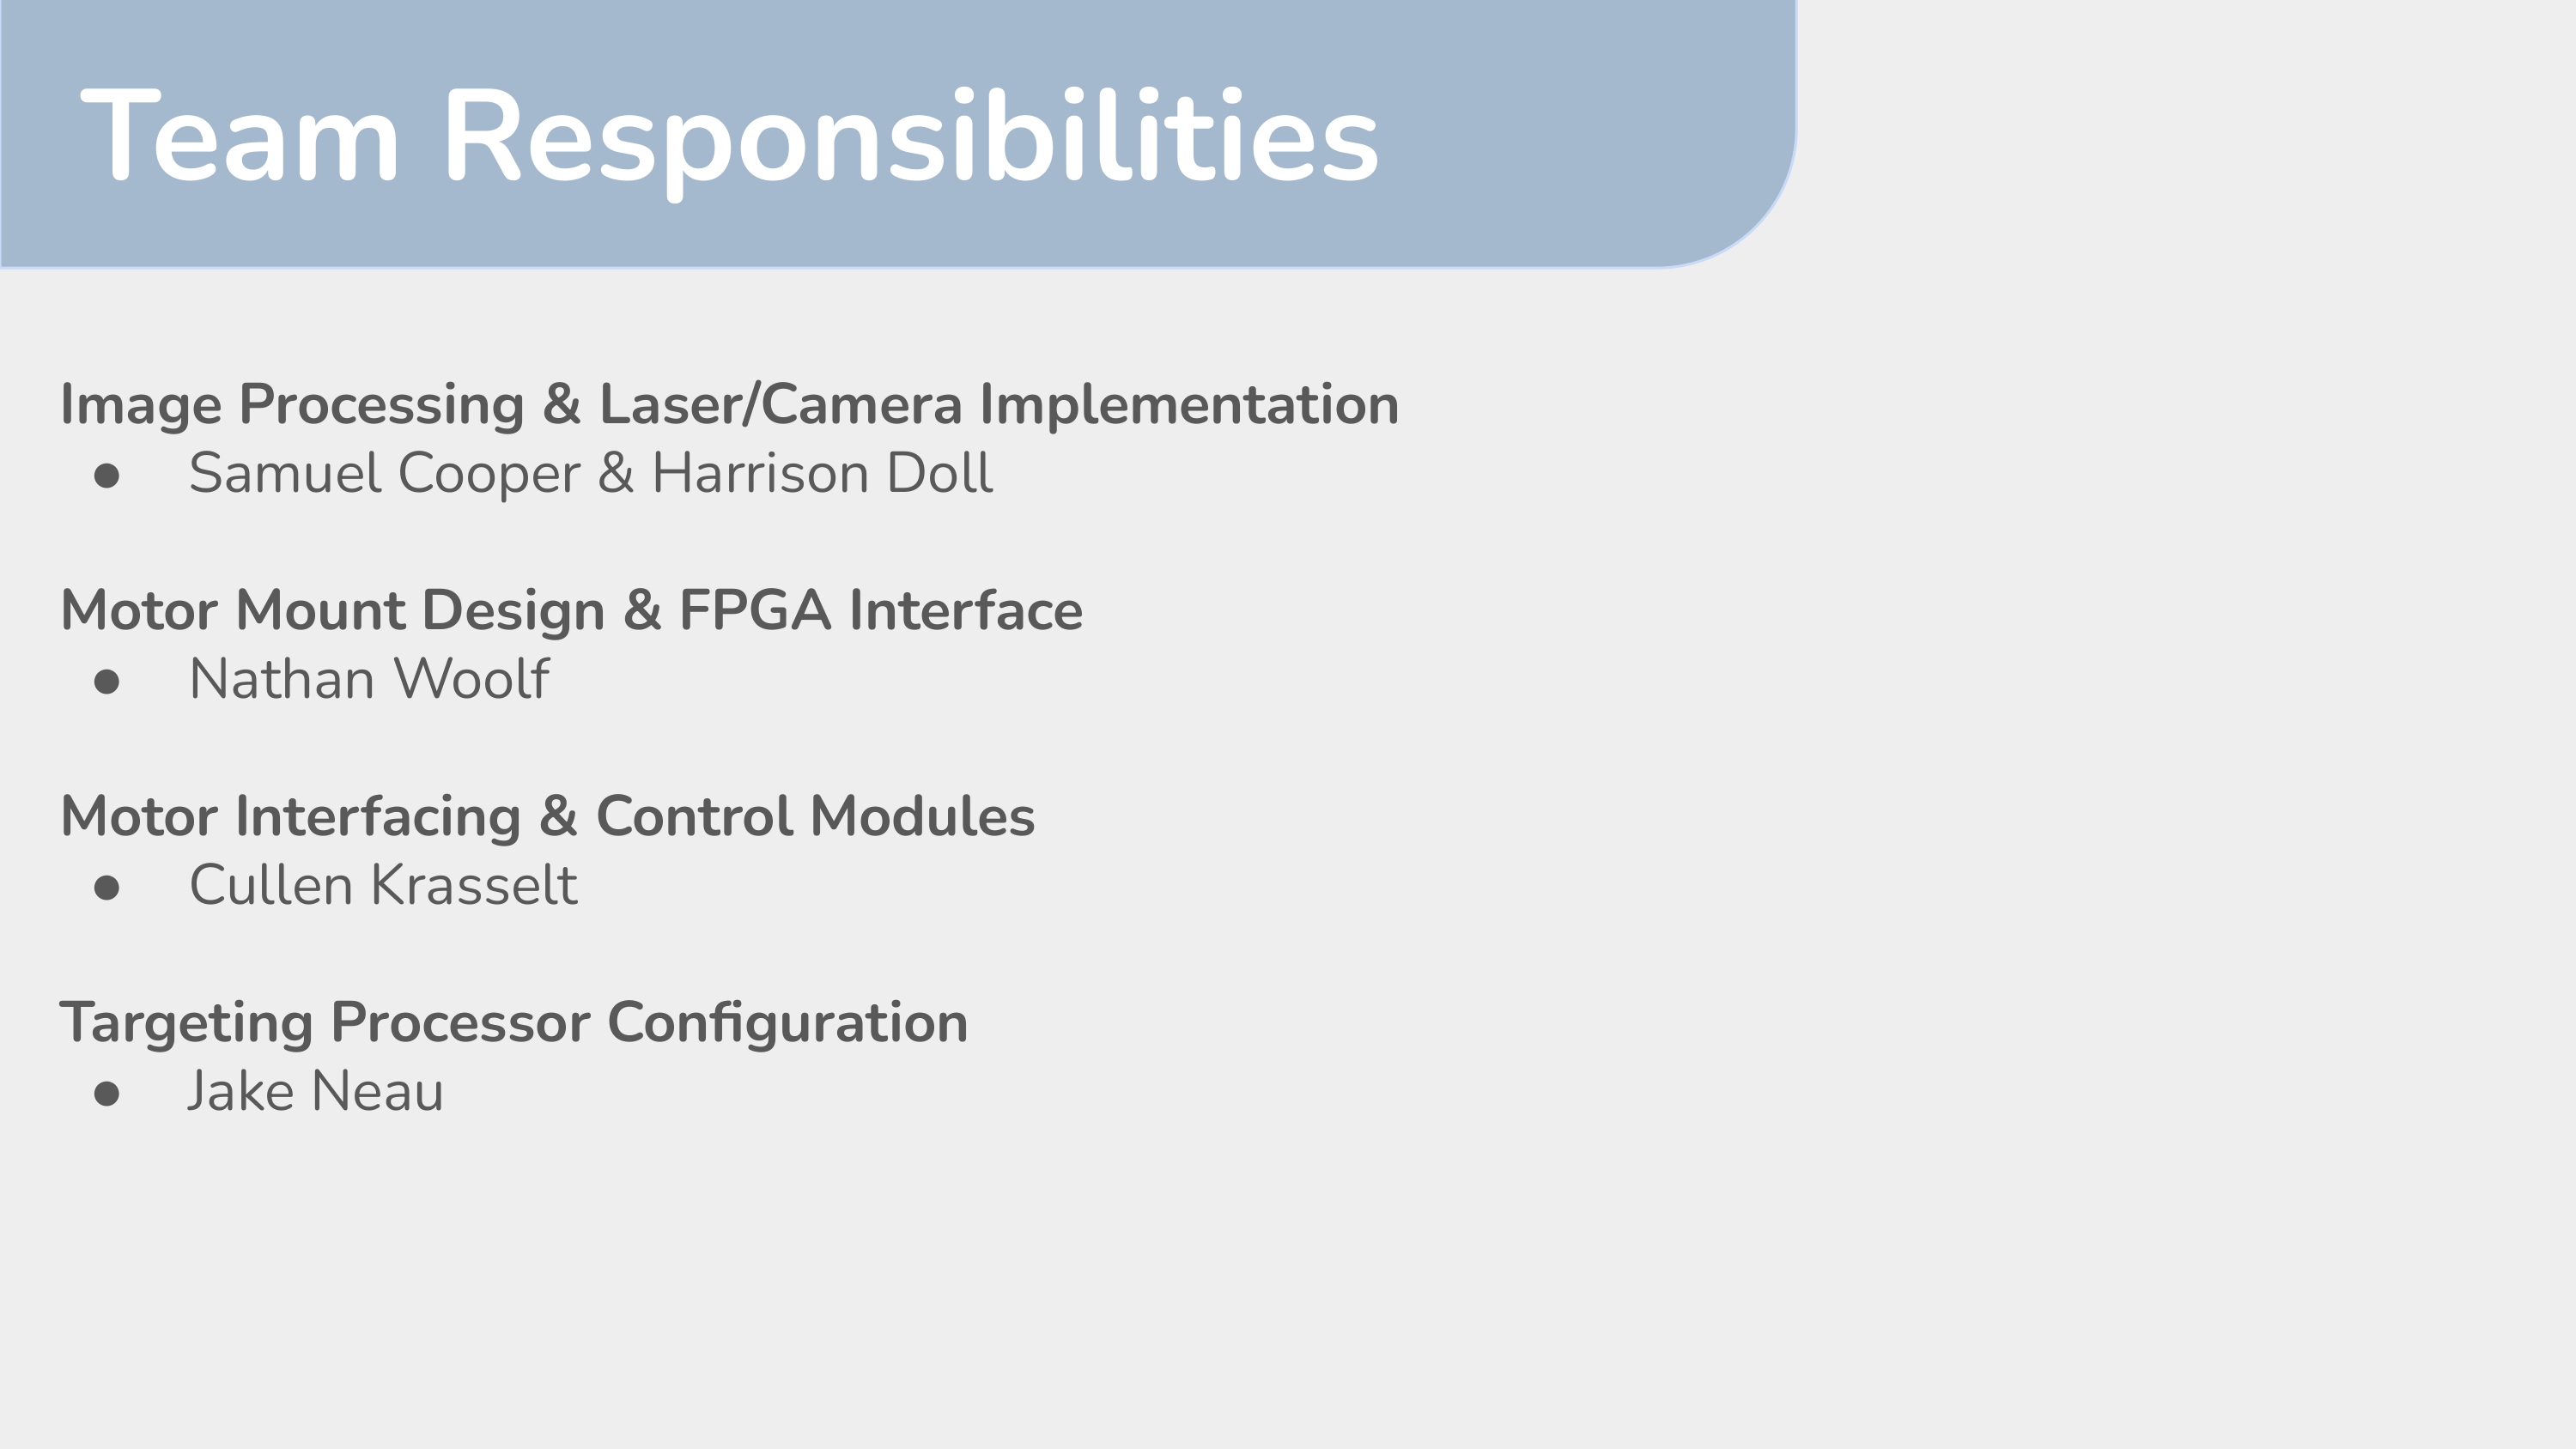 Team Responsibilities
Image Processing & Laser/Camera Implementation
● Samuel Cooper & Harrison Doll
Motor Mount Design & FPGA Interface
● Nathan Woolf
Motor Interfacing & Control Modules
● Cullen Krasselt
Targeting Processor Configuration
● Jake Neau